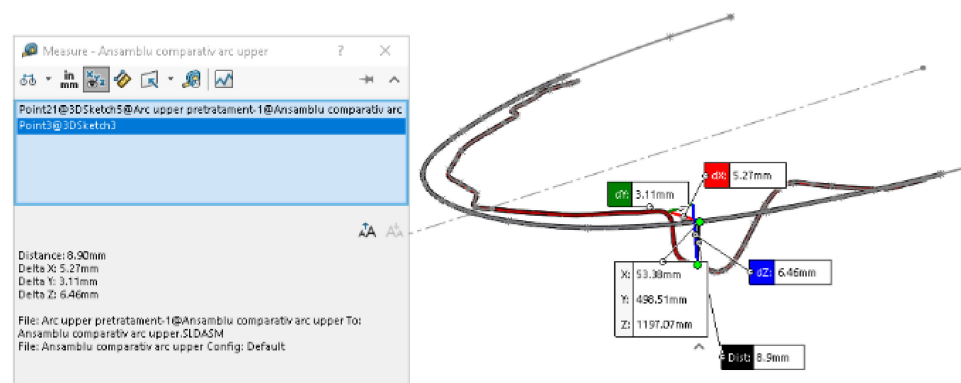 Measure - Ansamblu comparativ arc upper
?
in
mm
Point21@3DSketch5@Arc upper pretratament-1@Ansamblu comparativ arc
Point3@3DSketch3
Distance: 8.90mm
Delta X: 5.27mm
Delta Y: 3.11mm
Delta Z: 6.46mm
File: Arc upper pretratament-1@Ansamblu comparativ arc upper To:
Ansamblu comparativ arc upper.SLDASM
File: Ansamblu comparativ arc upper Config: Default
dX: 5.27mm
dY: 3.11mm
dZ: 6.46mm
X: 53.38mm
Y: 498.51mm
Z: 1197.07mm
Dist: 8.9mm